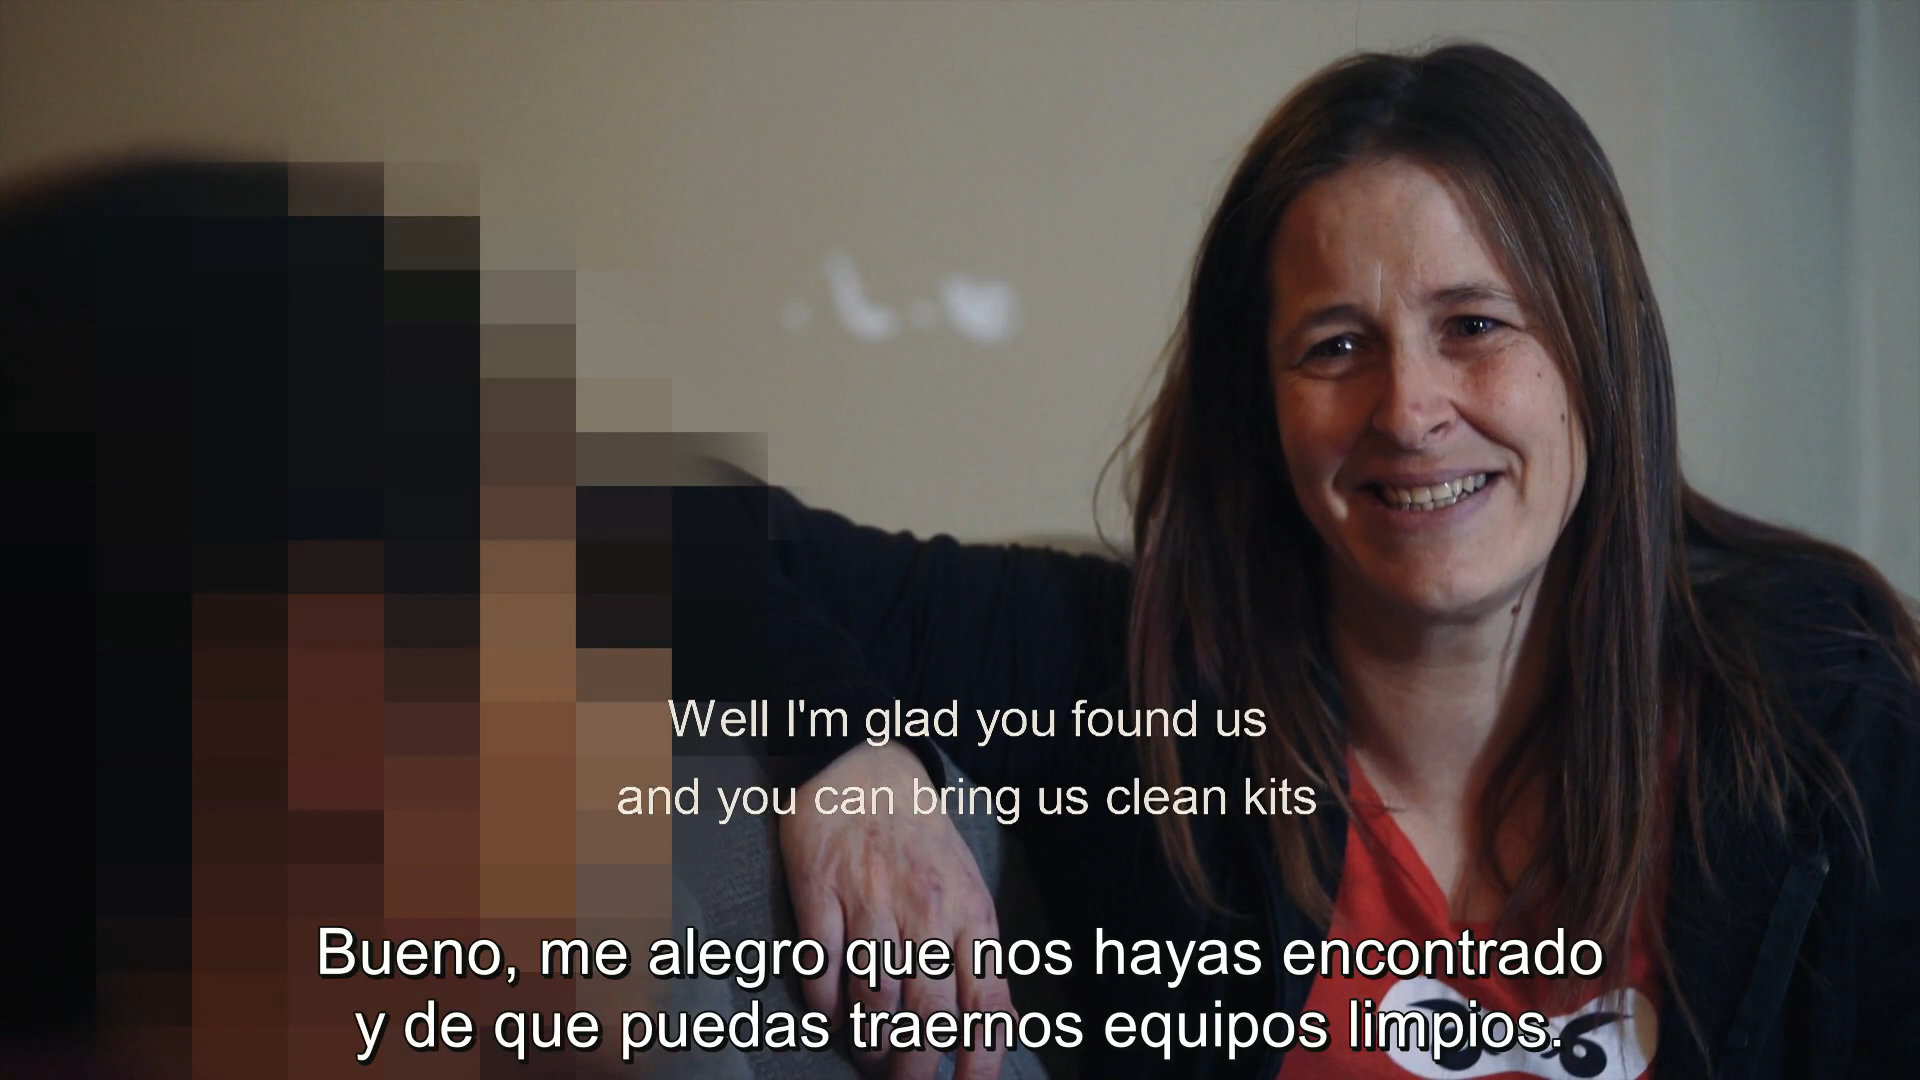 Well I'm glad you found us
and you can bring us clean kits
Bueno, me alegro que nos hayas encontrado
y de que puedas traernos equipos limpios.